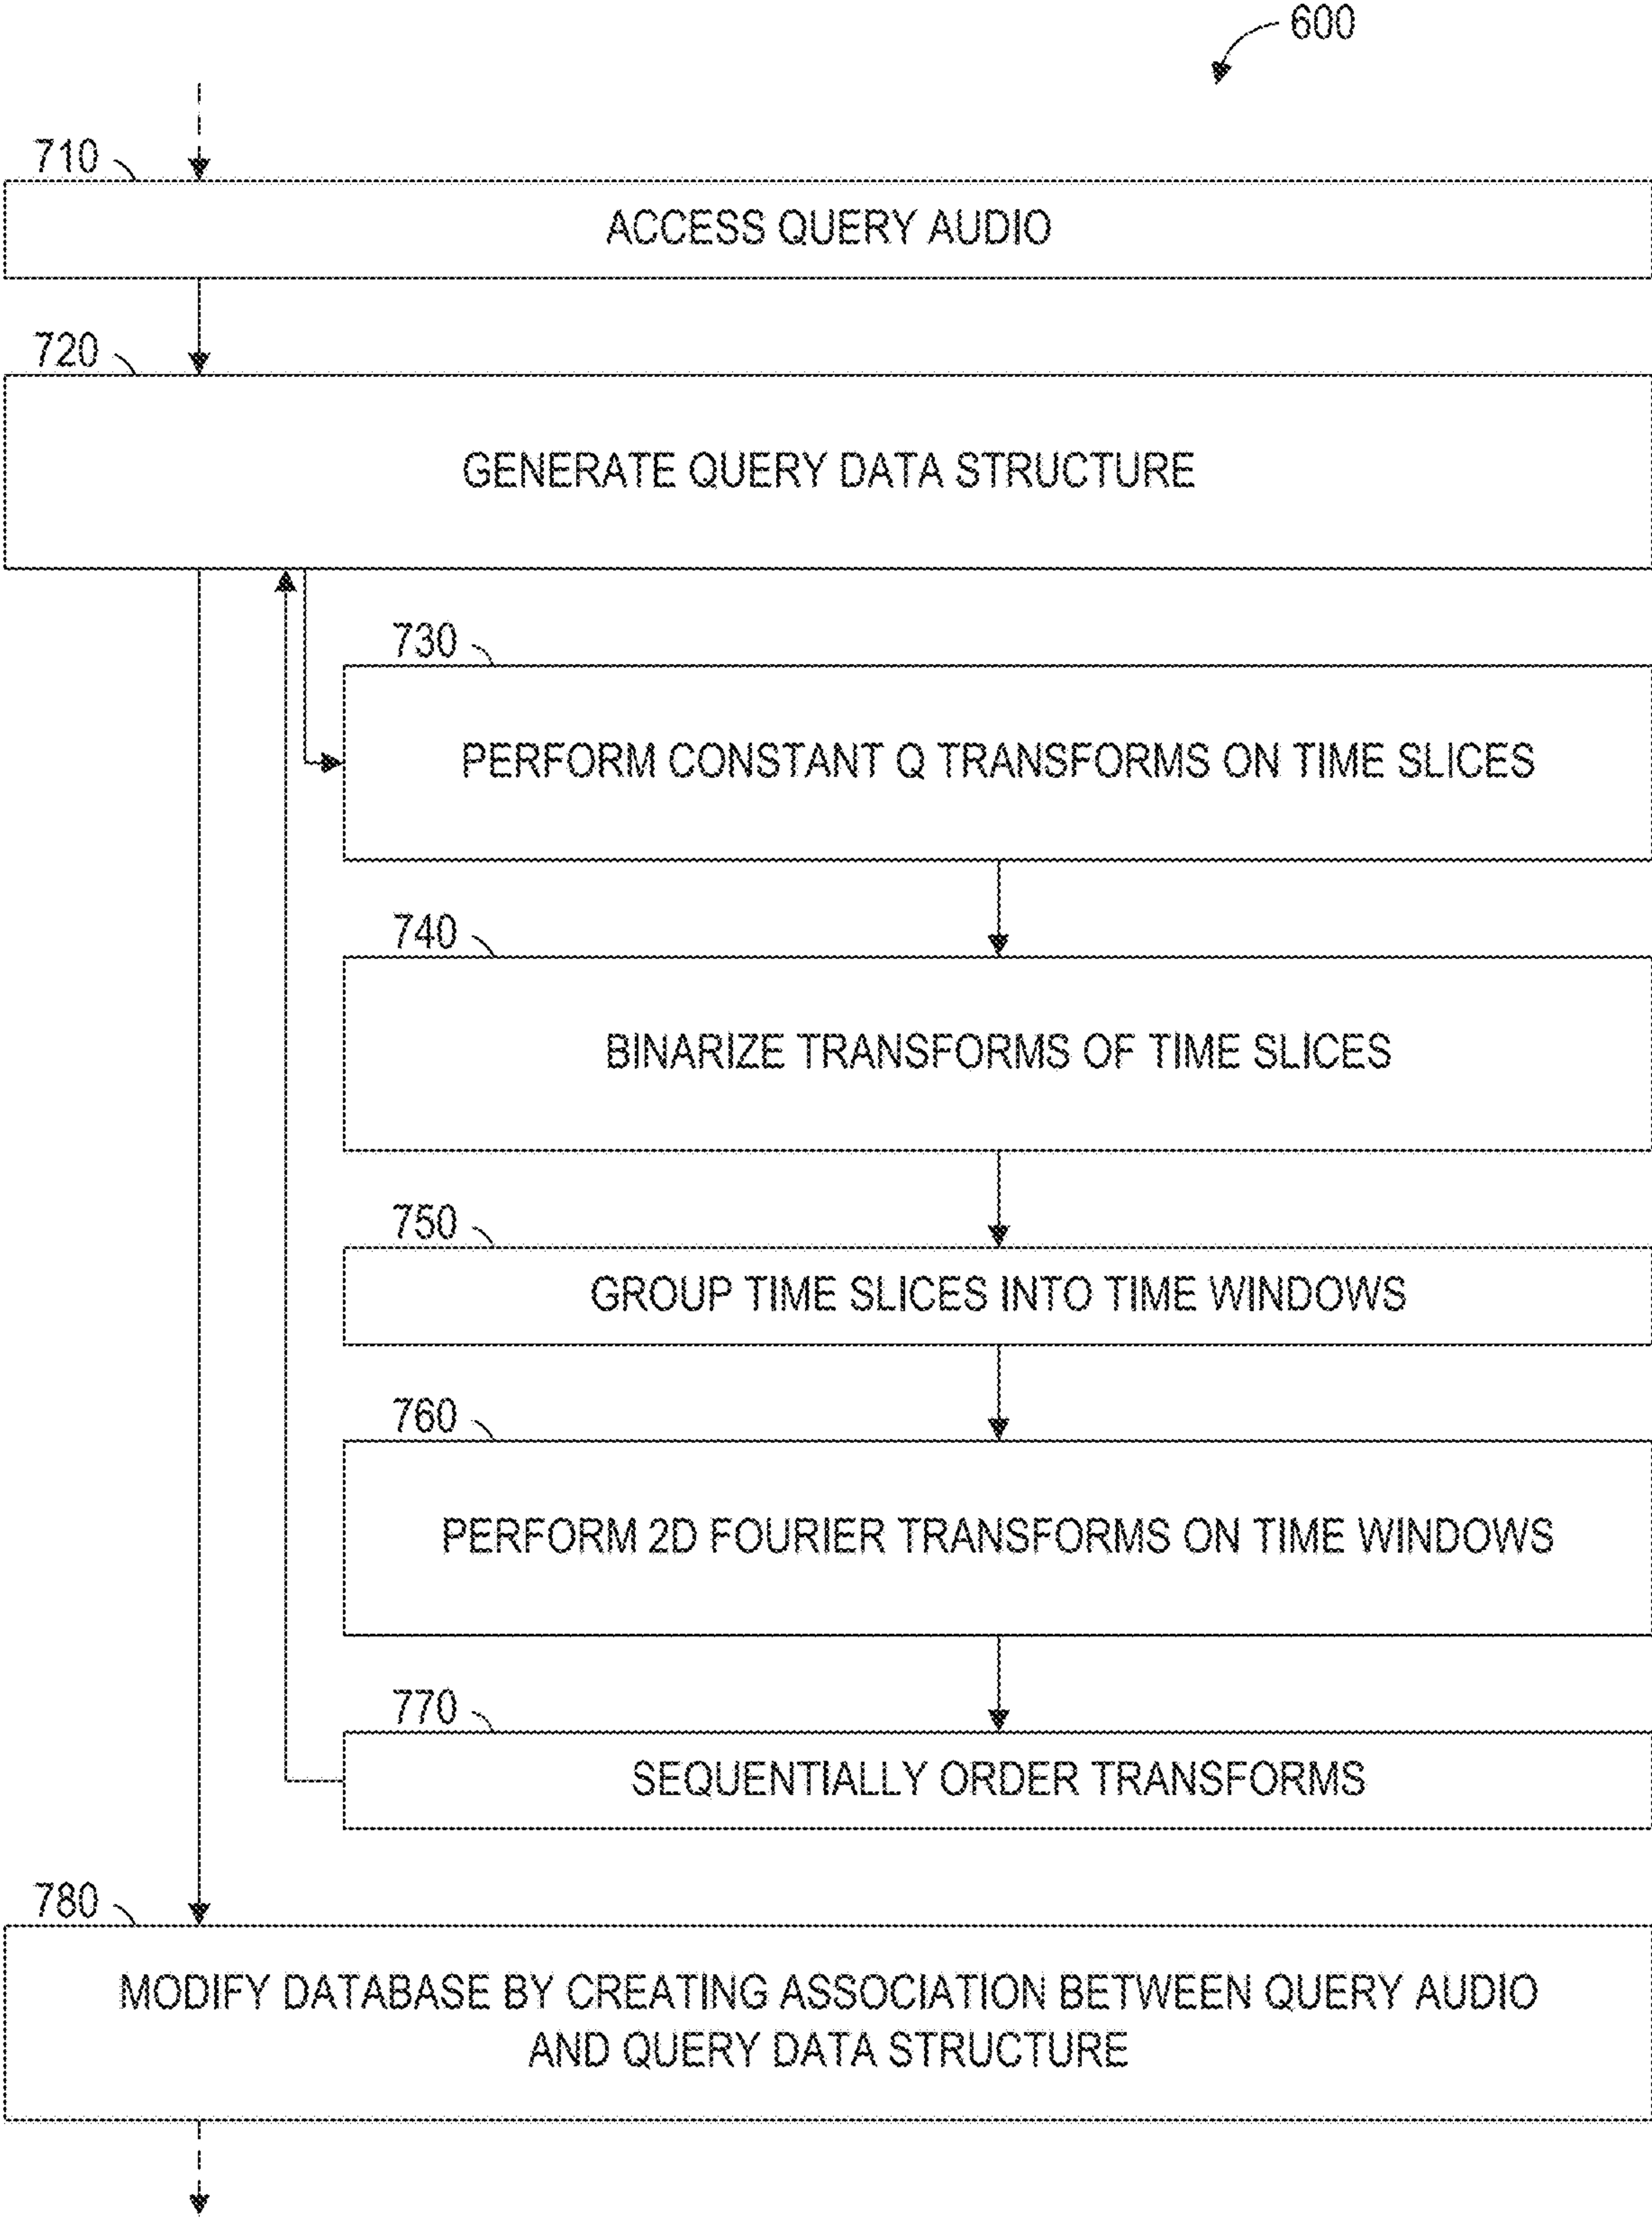 600
710
ACCESS QUERY AUDIO
720
GENERATE QUERY DATA STRUCTURE
730
PERFORM CONSTANT Q TRANSFORMS ON TIME SLICES
740
BINARIZE TRANSFORMS OF TIME SLICES
750
GROUP TIME SLICES INTO TIME WINDOWS
760
PERFORM 2D FOURIER TRANSFORMS ON TIME WINDOWS
770
SEQUENTIALLY ORDER TRANSFORMS
780
MODIFY DATABASE BY CREATING ASSOCIATION BETWEEN QUERY AUDIO
AND QUERY DATA STRUCTURE